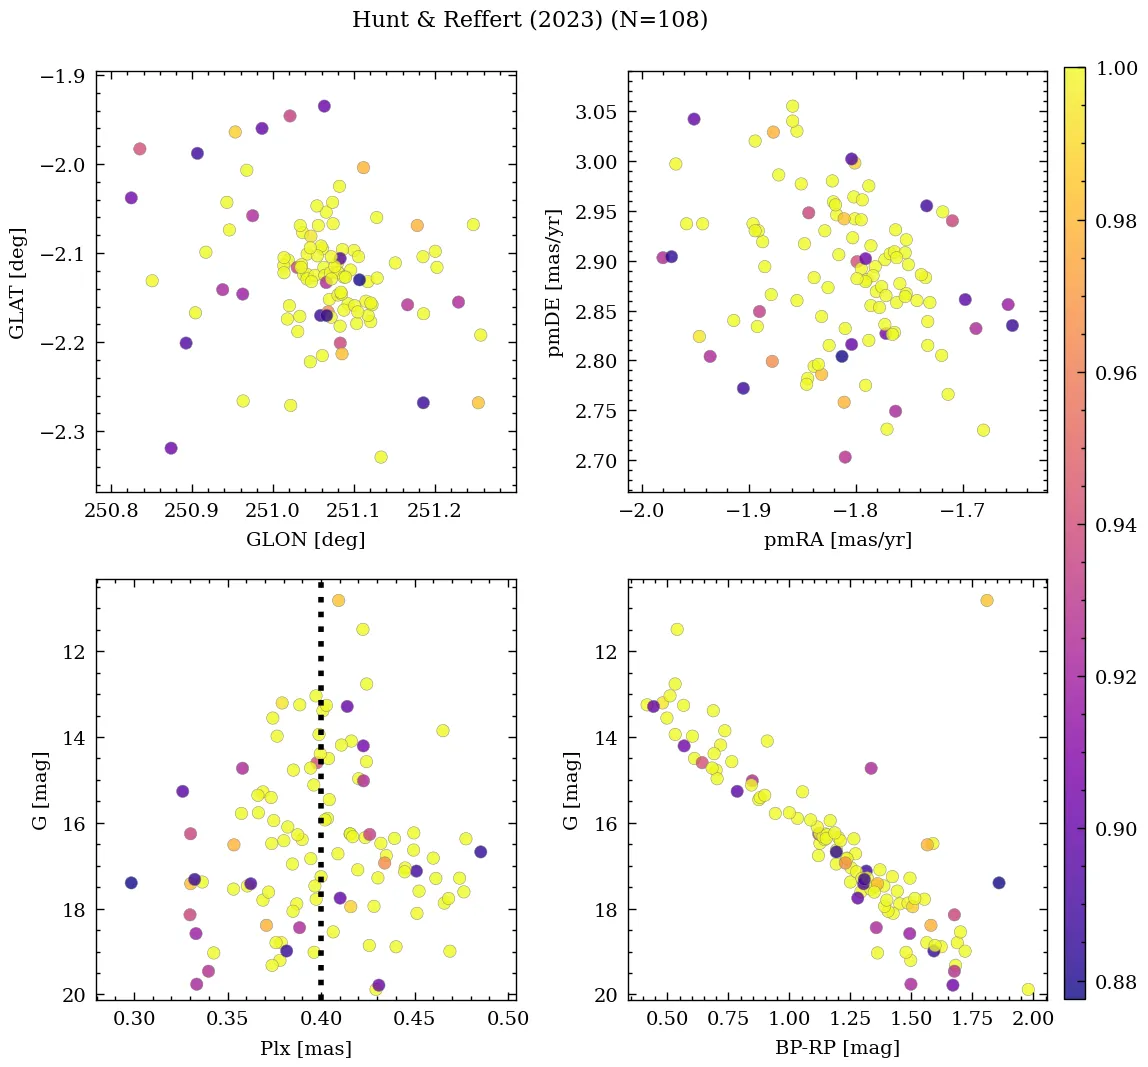 Hunt & Reffert (2023) (N=108)
−1.9
−2.0
−2.1
−2.2
−2.3
GLAT [deg]
250.8 250.9 251.0 251.1 251.2
GLON [deg]
3.05
3.00
2.95
2.90
2.85
2.80
2.75
2.70
pmDE [mas/yr]
−2.0 −1.9 −1.8 −1.7
pmRA [mas/yr]
12
14
16
18
20
G [mag]
0.30 0.35 0.40 0.45 0.50
Plx [mas]
12
14
16
18
20
G [mag]
0.50 0.75 1.00 1.25 1.50 1.75 2.00
BP-RP [mag]
1.00
0.98
0.96
0.94
0.92
0.90
0.88